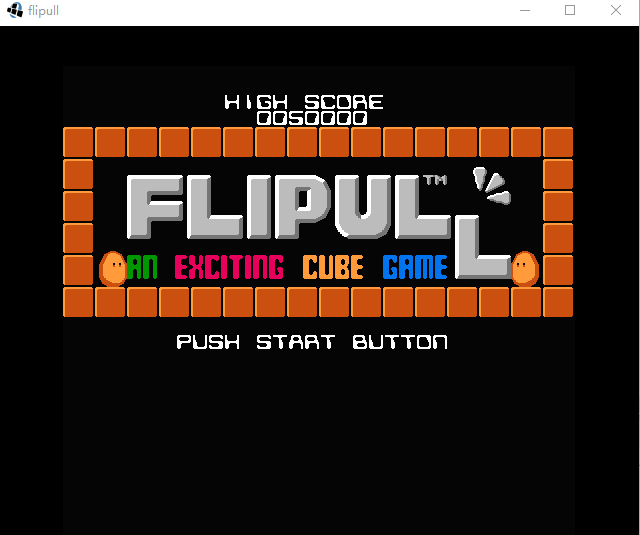 flipull
HIGH SCORE
0050000
FLIPULL™
AN EXCITING CUBE GAME
PUSH START BUTTON